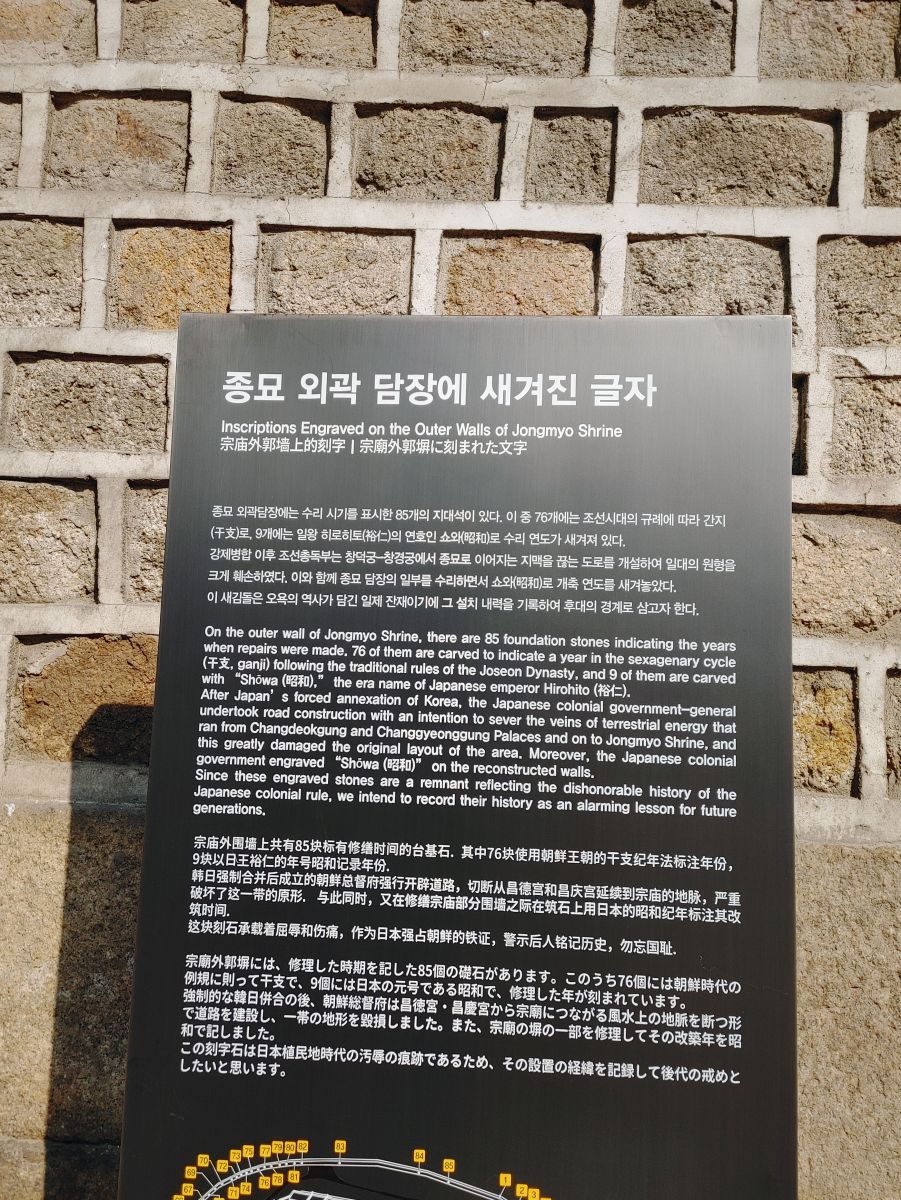 종묘 외곽 담장에 새겨진 글자
Inscriptions Engraved on the Outer Walls of Jongmyo Shrine
宗庙外郭墙上的刻字 | 宗廟外郭塀に刻まれた文字
종묘 외곽담장에는 수리 시기를 표시한 85개의 지대석이 있다. 이 중 76개에는 조선시대의 규례에 따라 간지
(干支)로, 9개에는 일왕 히로히토(裕仁)의 연호인 쇼와(昭和)로 수리 연도가 새겨져 있다.
강제병합 이후 조선총독부는 창덕궁–창경궁에서 종묘로 이어지는 지맥을 끊는 도로를 개설하여 일대의 원형을
크게 훼손하였다. 이와 함께 종묘 담장의 일부를 수리하면서 쇼와(昭和)로 개축 연도를 새겨놓았다.
이 새김돌은 오욕의 역사가 담긴 일제 잔재이기에 그 설치 내력을 기록하여 후대의 경계로 삼고자 한다.
On the outer wall of Jongmyo Shrine, there are 85 foundation stones indicating the years
when repairs were made. 76 of them are carved to indicate a year in the sexagenary cycle
(干支, ganji) following the traditional rules of the Joseon Dynasty, and 9 of them are carved
with “Shōwa (昭和),” the era name of Japanese emperor Hirohito (裕仁).
After Japan’s forced annexation of Korea, the Japanese colonial government–general
undertook road construction with an intention to sever the veins of terrestrial energy that
ran from Changdeokgung and Changgyeonggung Palaces and on to Jongmyo Shrine, and
this greatly damaged the original layout of the area. Moreover, the Japanese colonial
government engraved “Shōwa (昭和)” on the reconstructed walls.
Since these engraved stones are a remnant reflecting the dishonorable history of the
Japanese colonial rule, we intend to record their history as an alarming lesson for future
generations.
宗庙外围墙上共有85块标有修缮时间的台基石. 其中76块使用朝鲜王朝的干支纪年法标注年份,
9块以日王裕仁的年号昭和记录年份.
韩日强制合并后成立的朝鲜总督府强行开辟道路，切断从昌德宫和昌庆宫延续到宗庙的地脉，严重
破坏了这一带的原形. 与此同时，又在修缮宗庙部分围墙之际在筑石上用日本的昭和纪年标注其改
筑时间.
这块刻石承载着屈辱和伤痛，作为日本强占朝鲜的铁证，警示后人铭记历史，勿忘国耻.
宗廟外郭塀には、修理した時期を記した85個の礎石があります。このうち76個には朝鮮時代の
例規に則って干支で、9個には日本の元号である昭和で、修理した年が刻まれています。
強制的な韓日併合の後、朝鮮総督府は昌徳宮・昌慶宮から宗廟につながる風水上の地脈を断つ形
で道路を建設し、一帯の地形を毀損しました。また、宗廟の塀の一部を修理してその改築年を昭
和で記しました。
この刻字石は日本植民地時代の汚辱の痕跡であるため、その設置の経緯を記録して後代の戒めと
したいと思います。
67 69 70 72 73 75 77 79 80 82 83 84 85 1 2 3
71 74 76 78 81